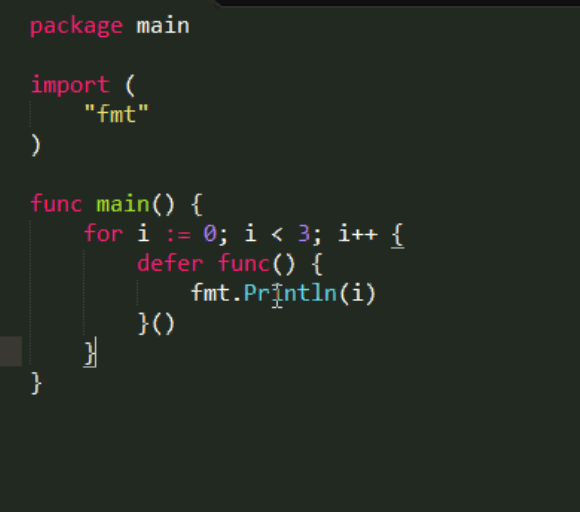 package main
import (
    "fmt"
)
func main() {
    for i := 0; i < 3; i++ {
        defer func() {
            fmt.Println(i)
        }()
    }
}